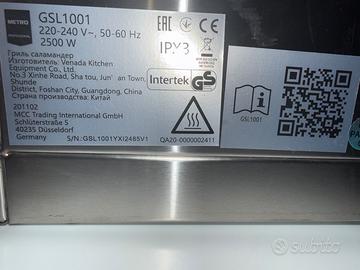 METRO
PROFESSIONAL
GSL1001
220-240 V~, 50-60 Hz
2500 W
IPX3
Гриль саламандер
Изготовитель: Venada Kitchen
Equipment Co., Ltd.
No.3 Xinhe Road, Sha tou, Jun' an Town,
Shunde
District, Foshan City, Guangdong, China
Страна производства: Китай
201102
MCC Trading International GmbH
Schlüterstraße 5
40235 Düsseldorf
Germany
S/N.: GSL1001YXI2485V1
Intertek
GS
QA20-0000002411
GSL1001
subito